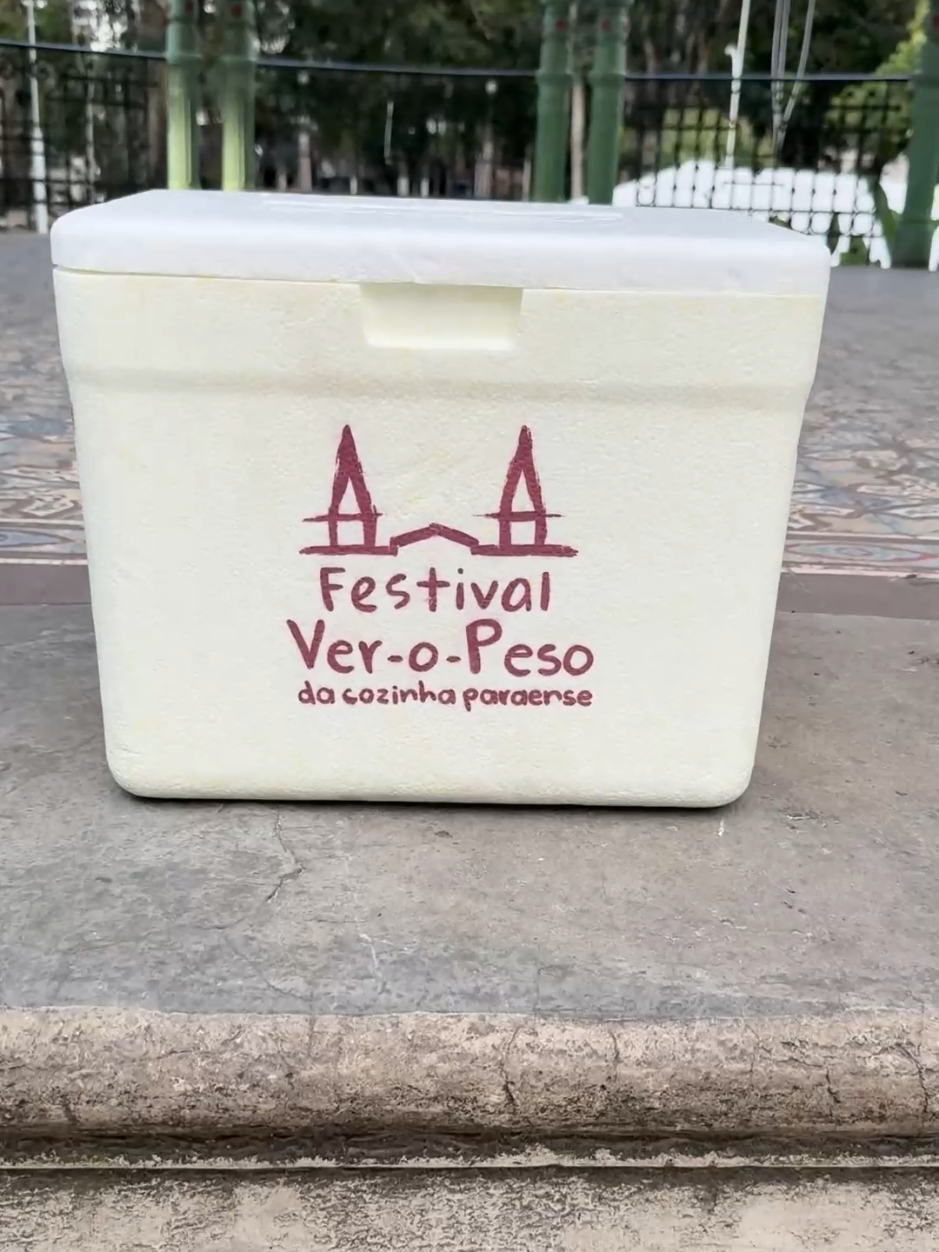 Festival
Ver-o-Peso
da cozinha paraense